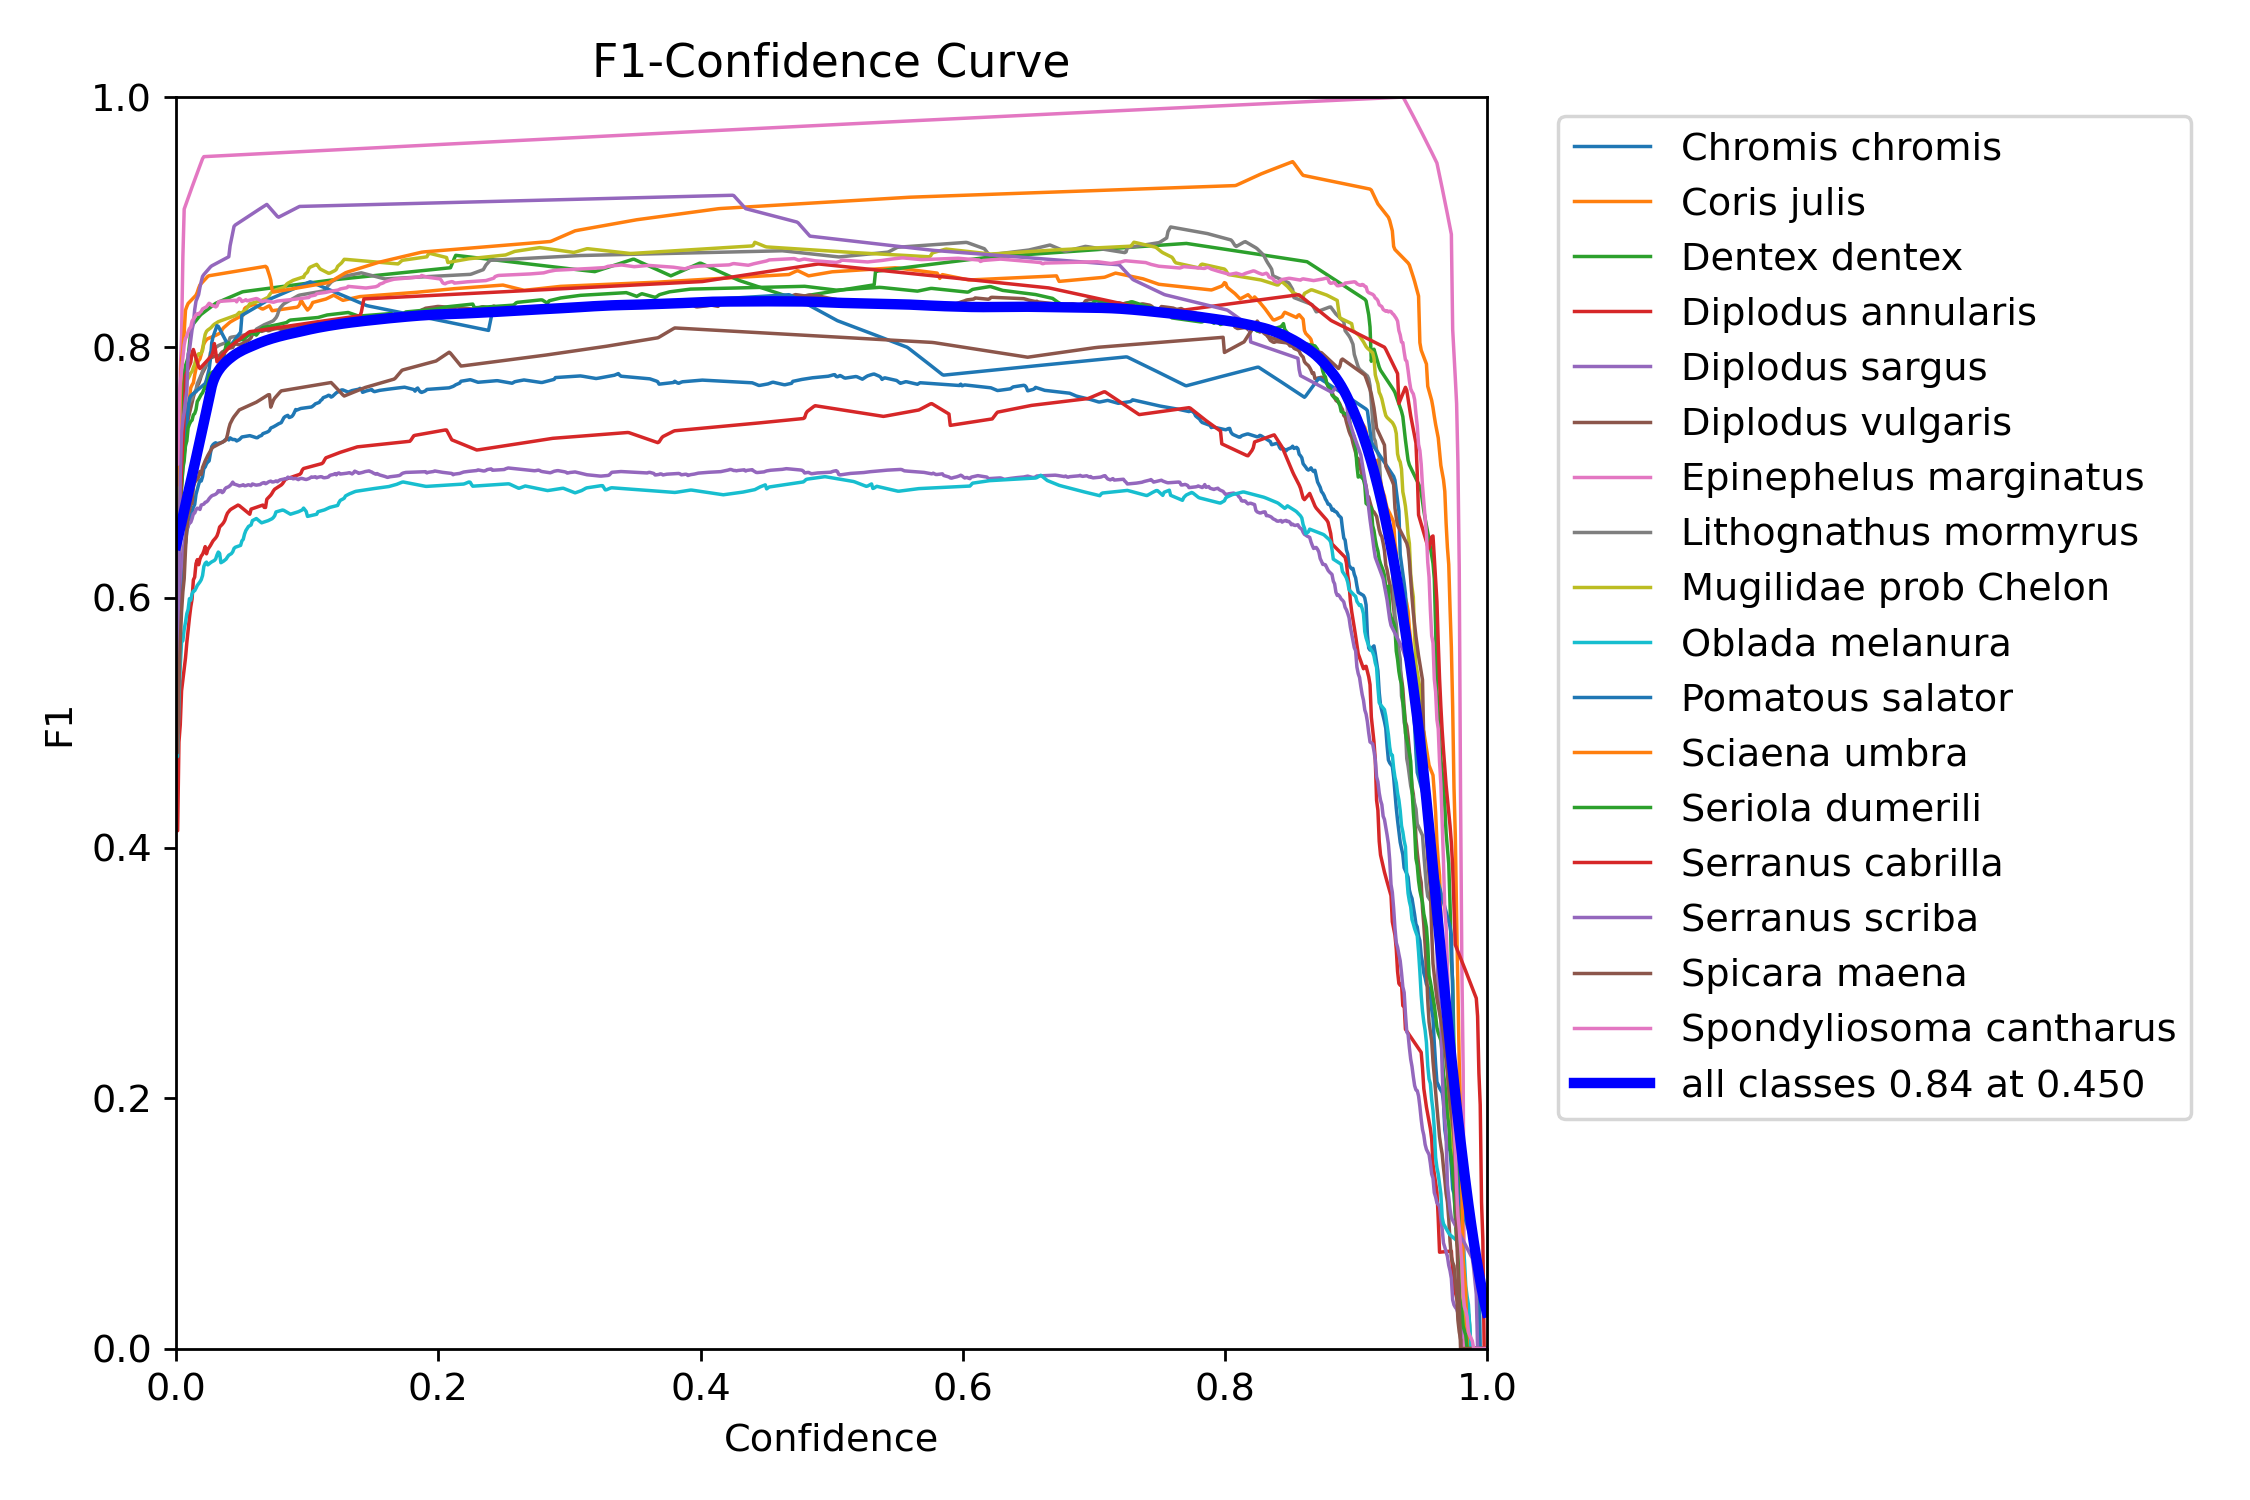 F1-Confidence Curve
1.0
0.8
0.6
0.4
0.2
0.0
F1
0.0 0.2 0.4 0.6 0.8 1.0
Confidence
Chromis chromis
Coris julis
Dentex dentex
Diplodus annularis
Diplodus sargus
Diplodus vulgaris
Epinephelus marginatus
Lithognathus mormyrus
Mugilidae prob Chelon
Oblada melanura
Pomatous salator
Sciaena umbra
Seriola dumerili
Serranus cabrilla
Serranus scriba
Spicara maena
Spondyliosoma cantharus
all classes 0.84 at 0.450